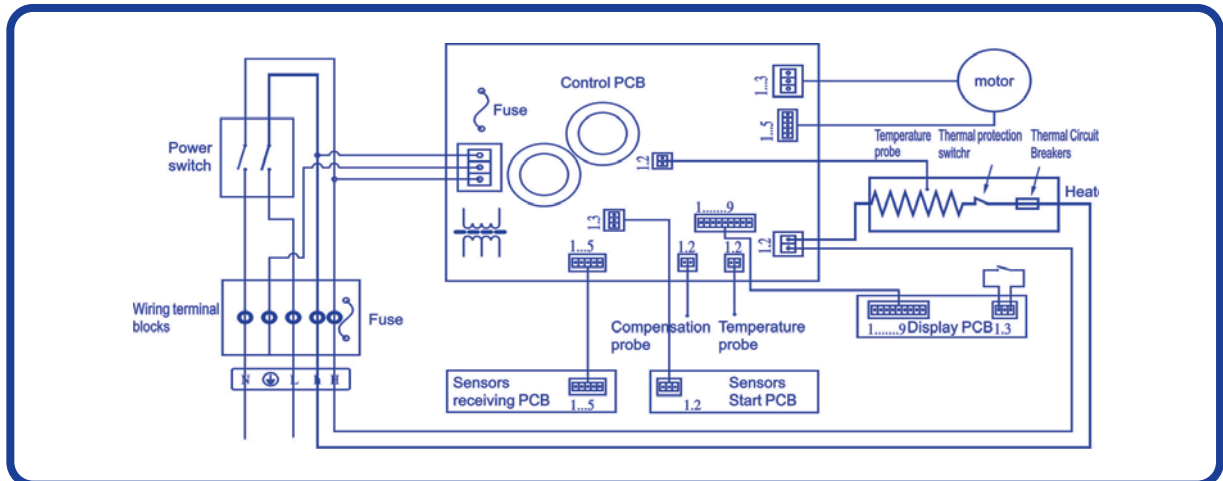 Control PCB
Fuse
1...3
motor
1...5
Temperature probe
Thermal protection switchr
Thermal Circuit Breakers
Power switch
1.2
Heate
1.......9
1.3
1.2
1...5
1.2
1.2
Wiring terminal blocks
Fuse
Compensation probe
Temperature probe
1.......9
Display PCB
1.3
N
L
h
H
Sensors receiving PCB
1...5
Sensors Start PCB
1.2